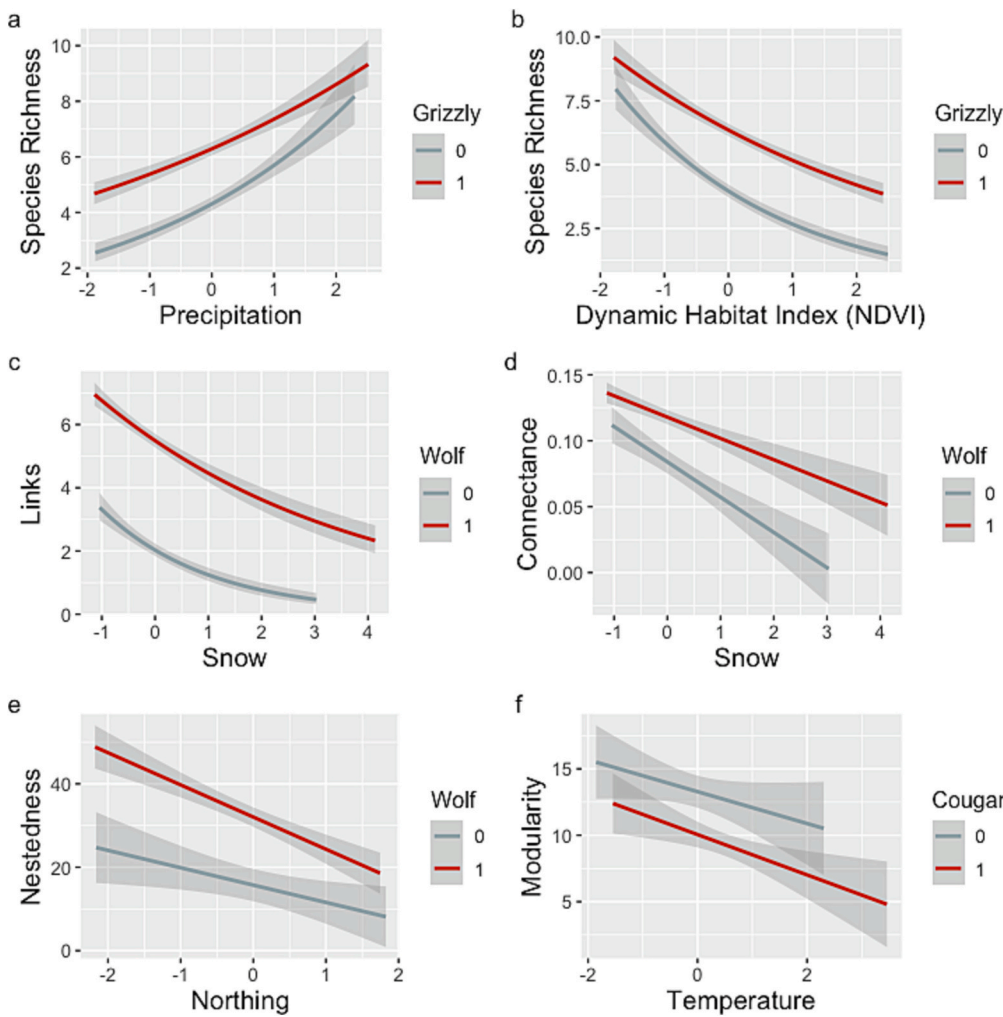 a
Species Richness
10
8
6
4
2
-2 -1 0 1 2
Precipitation
Grizzly
0
1
b
Species Richness
10.0
7.5
5.0
2.5
-2 -1 0 1 2
Dynamic Habitat Index (NDVI)
Grizzly
0
1
c
Links
6
4
2
0
-1 0 1 2 3 4
Snow
Wolf
0
1
d
Connectance
0.15
0.10
0.05
0.00
-1 0 1 2 3 4
Snow
Wolf
0
1
e
Nestedness
40
20
0
-2 -1 0 1 2
Northing
Wolf
0
1
f
Modularity
15
10
5
-2 0 2
Temperature
Cougar
0
1